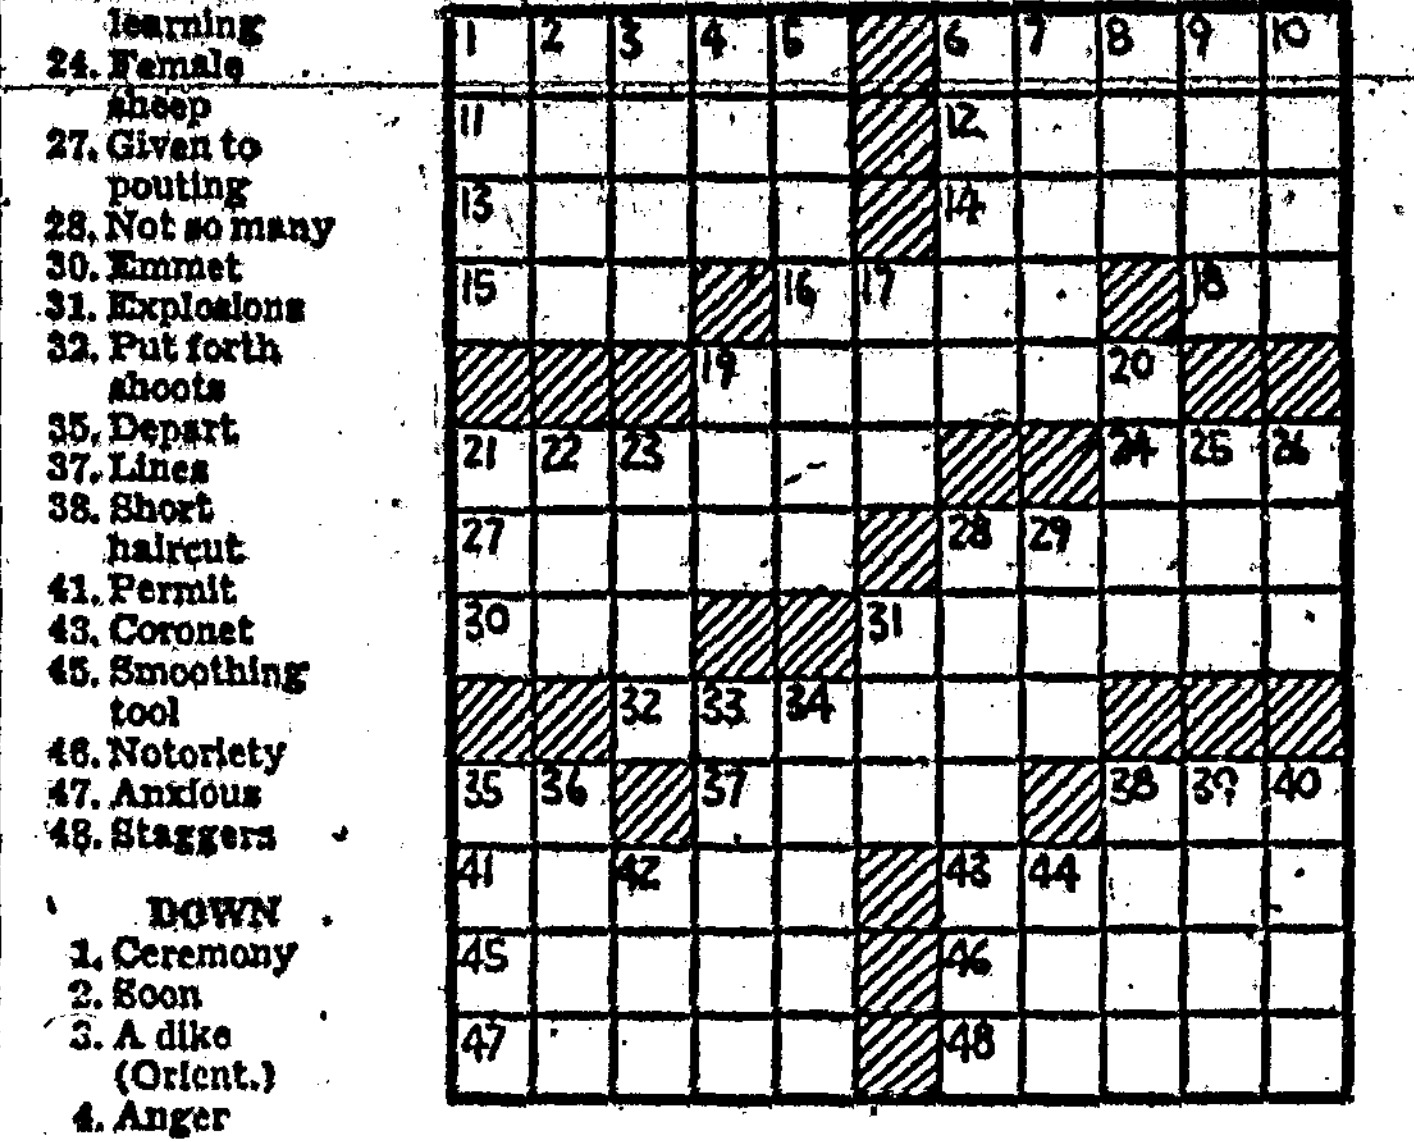 learning
24. Female
sheep
27. Given to
pouting
28. Not so many
30. Emmet
31. Explosions
32. Put forth
shoots
35. Depart
37. Lines
38. Short
haircut
41. Permit
43. Coronet
45. Smoothing
tool
46. Notoriety
47. Anxious
48. Staggers
DOWN
1. Ceremony
2. Soon
3. A dike
(Orient.)
4. Anger
1 2 3 4 5 6 7 8 9 10
11 12
13 14
15 16 17 18
19 20
21 22 23 24 25 26
27 28 29
30 31
32 33 34
35 36 37 38 39 40
41 42 43 44
45 46
47 48